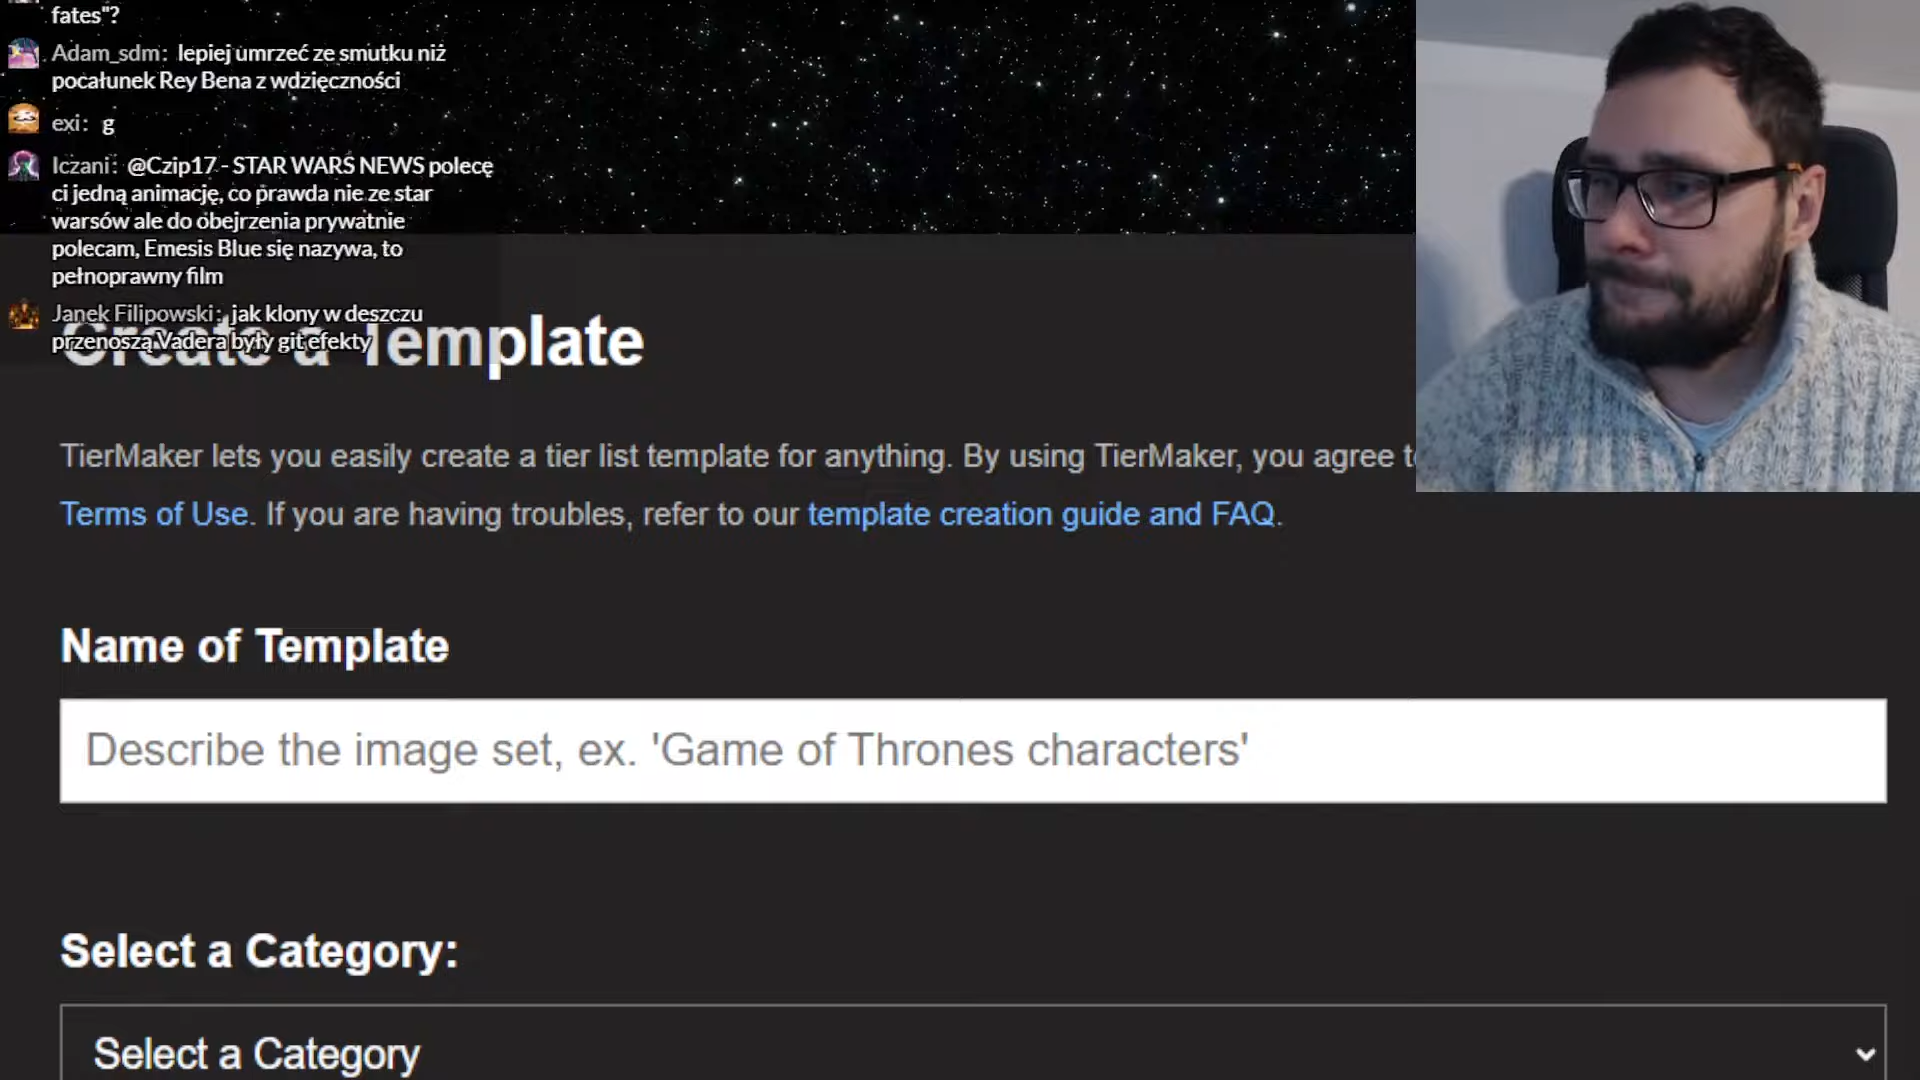 fates"?
Adam_sdm: lepiej umrzeć ze smutku niż
pocałunek Rey Bena z wdzięczności
exi: g
Iczani: @Czip17 - STAR WARS NEWS polecę
ci jedną animację, co prawda nie ze star
warsów ale do obejrzenia prywatnie
polecam, Emesis Blue się nazywa, to
pełnoprawny film
Janek Filipowski: jak klony w deszczu
przenoszą Vadera były git efekty
Create a Template
TierMaker lets you easily create a tier list template for anything. By using TierMaker, you agree
Terms of Use. If you are having troubles, refer to our template creation guide and FAQ.
Name of Template
Describe the image set, ex. 'Game of Thrones characters'
Select a Category:
Select a Category